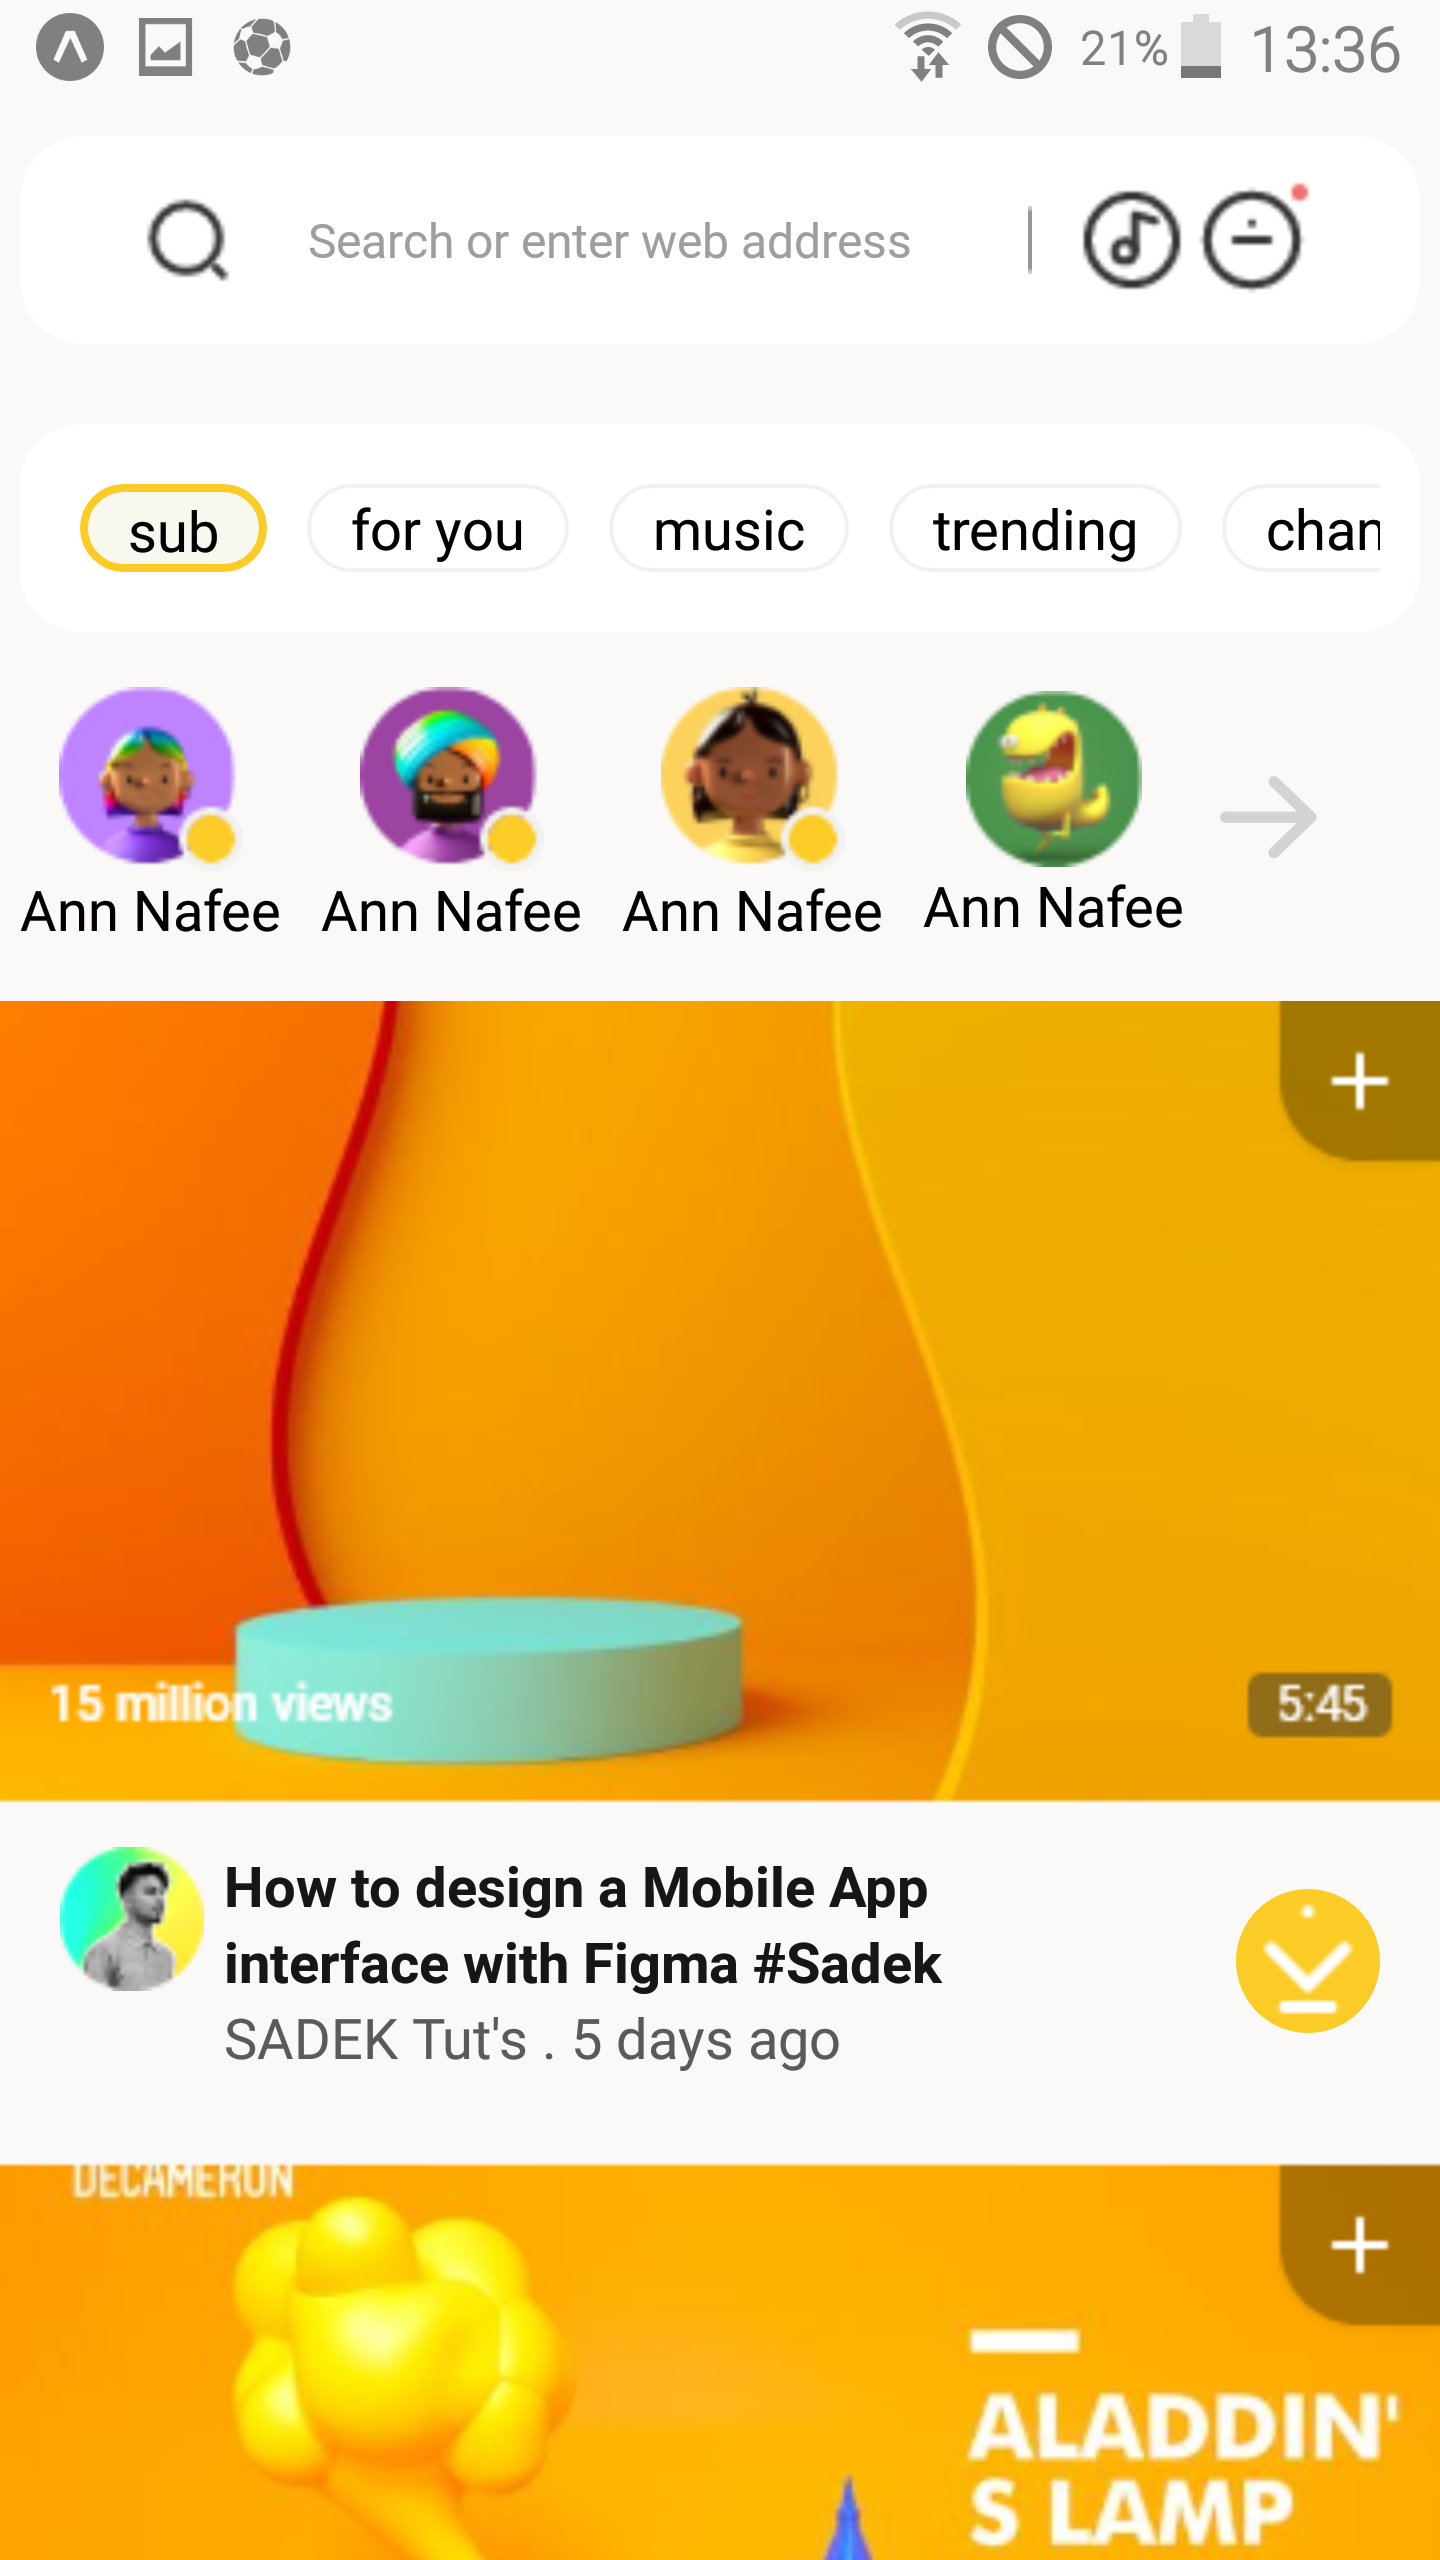 21% 13:36
Search or enter web address
sub for you music trending chan
Ann Nafee Ann Nafee Ann Nafee Ann Nafee
15 million views 5:45
How to design a Mobile App
interface with Figma #Sadek
SADEK Tut's . 5 days ago
DECAMERON
ALADDIN'
S LAMP